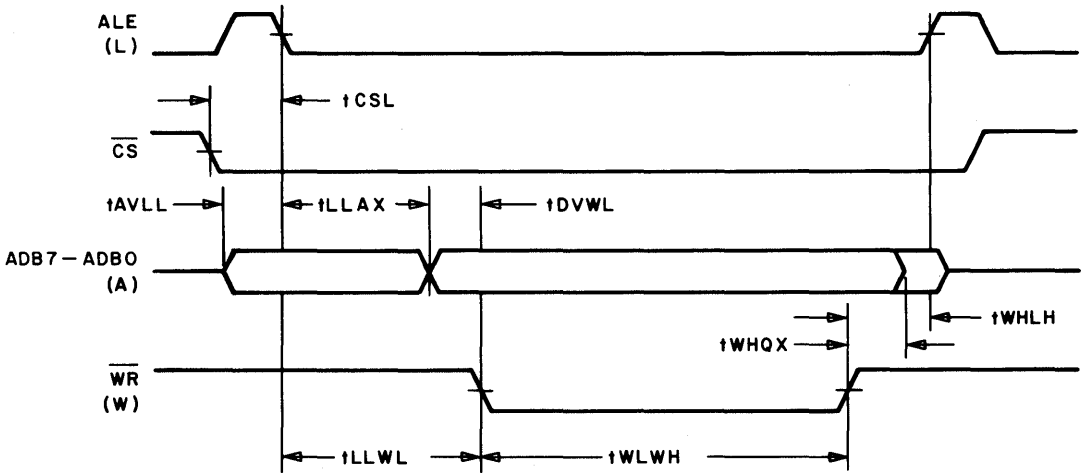 ALE
(L)
tCSL
CS
tAVLL
tLLAX
tDVWL
ADB7-ADB0
(A)
tWHLH
tWHQX
WR
(W)
tLLWL
tWLWH